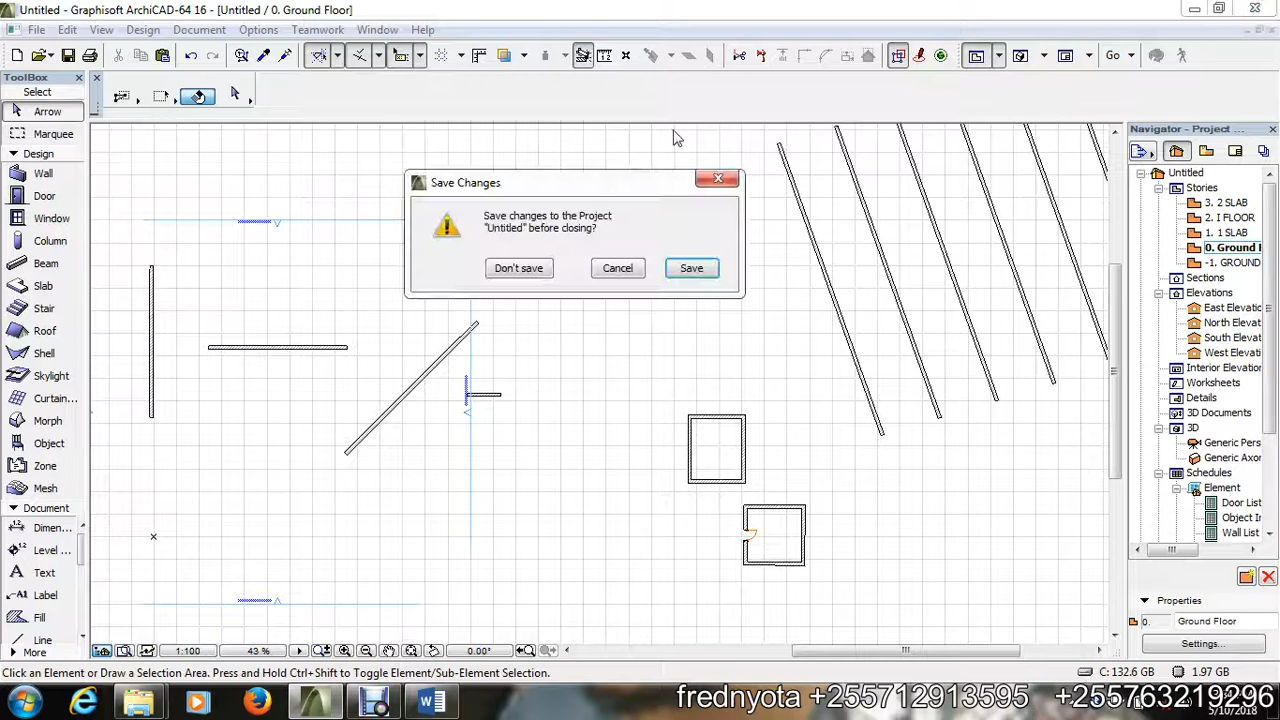 Untitled - Graphisoft ArchiCAD-64 16 - [Untitled / 0. Ground Floor]
File Edit View Design Document Options Teamwork Window Help
Go
ToolBox
Select
Arrow
Marquee
Design
Wall
Door
Window
Column
Beam
Slab
Stair
Roof
Shell
Skylight
Curtain...
Morph
Object
Zone
Mesh
Document
Dimen...
Level ...
Text
Label
Fill
Line
More
Save Changes
Save changes to the Project
"Untitled" before closing?
Don't save Cancel Save
Navigator - Project ...
Untitled
Stories
3. 2 SLAB
2. I FLOOR
1. 1 SLAB
0. Ground
-1. GROUND
Sections
Elevations
East Elevatio
North Elevat
South Elevat
West Elevatio
Interior Elevation
Worksheets
Details
3D Documents
3D
Generic Pers
Generic Axon
Schedules
Element
Door List
Object In
Wall List
Properties
0. Ground Floor
Settings...
1:100 43 % 0.00°
Click an Element or Draw a Selection Area. Press and Hold Ctrl+Shift to Toggle Element/Sub-Element Selection.
C: 132.6 GB 1.97 GB
frednyota +255712913595 +255763219296
5/10/2018